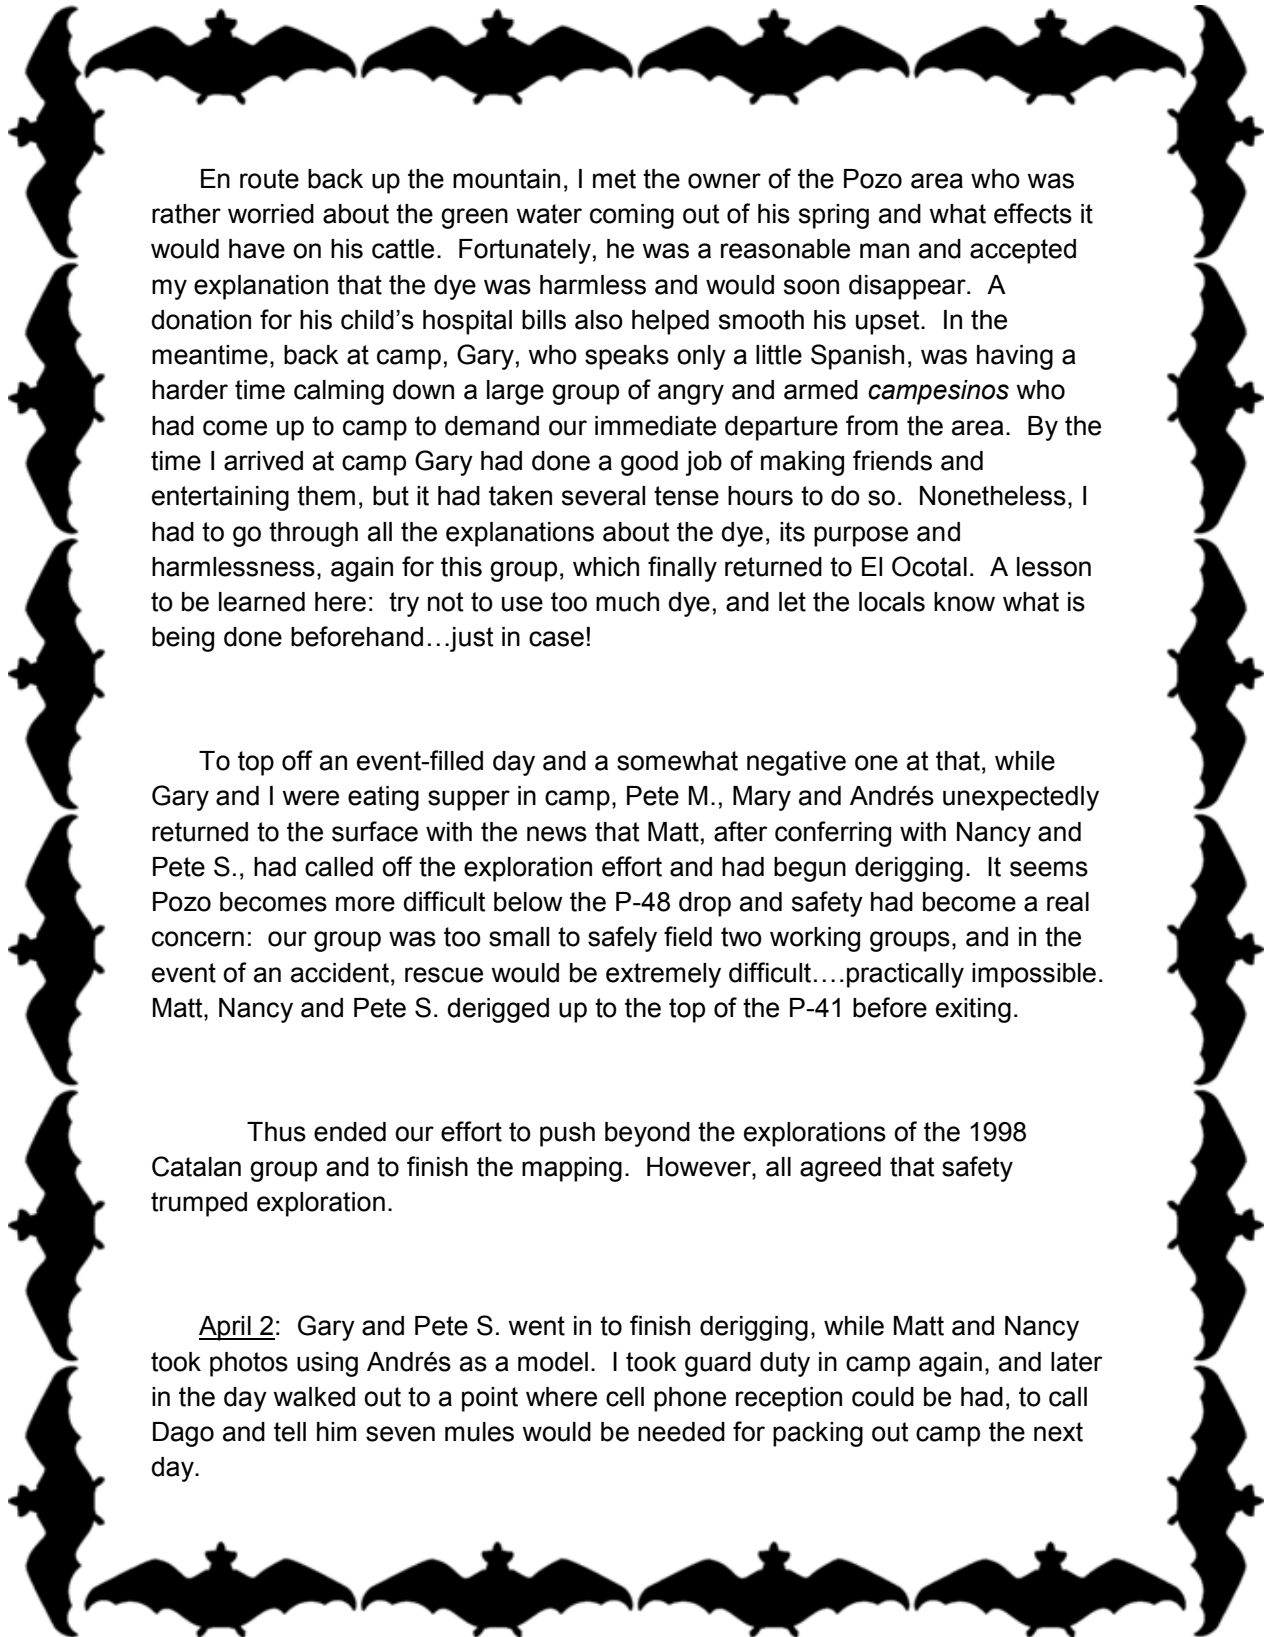 En route back up the mountain, I met the owner of the Pozo area who was
rather worried about the green water coming out of his spring and what effects it
would have on his cattle.  Fortunately, he was a reasonable man and accepted
my explanation that the dye was harmless and would soon disappear.  A
donation for his child’s hospital bills also helped smooth his upset.  In the
meantime, back at camp, Gary, who speaks only a little Spanish, was having a
harder time calming down a large group of angry and armed campesinos who
had come up to camp to demand our immediate departure from the area.  By the
time I arrived at camp Gary had done a good job of making friends and
entertaining them, but it had taken several tense hours to do so.  Nonetheless, I
had to go through all the explanations about the dye, its purpose and
harmlessness, again for this group, which finally returned to El Ocotal.  A lesson
to be learned here:  try not to use too much dye, and let the locals know what is
being done beforehand…just in case!
To top off an event-filled day and a somewhat negative one at that, while
Gary and I were eating supper in camp, Pete M., Mary and Andrés unexpectedly
returned to the surface with the news that Matt, after conferring with Nancy and
Pete S., had called off the exploration effort and had begun derigging.  It seems
Pozo becomes more difficult below the P-48 drop and safety had become a real
concern:  our group was too small to safely field two working groups, and in the
event of an accident, rescue would be extremely difficult….practically impossible.
Matt, Nancy and Pete S. derigged up to the top of the P-41 before exiting.
Thus ended our effort to push beyond the explorations of the 1998
Catalan group and to finish the mapping.  However, all agreed that safety
trumped exploration.
April 2:  Gary and Pete S. went in to finish derigging, while Matt and Nancy
took photos using Andrés as a model.  I took guard duty in camp again, and later
in the day walked out to a point where cell phone reception could be had, to call
Dago and tell him seven mules would be needed for packing out camp the next
day.